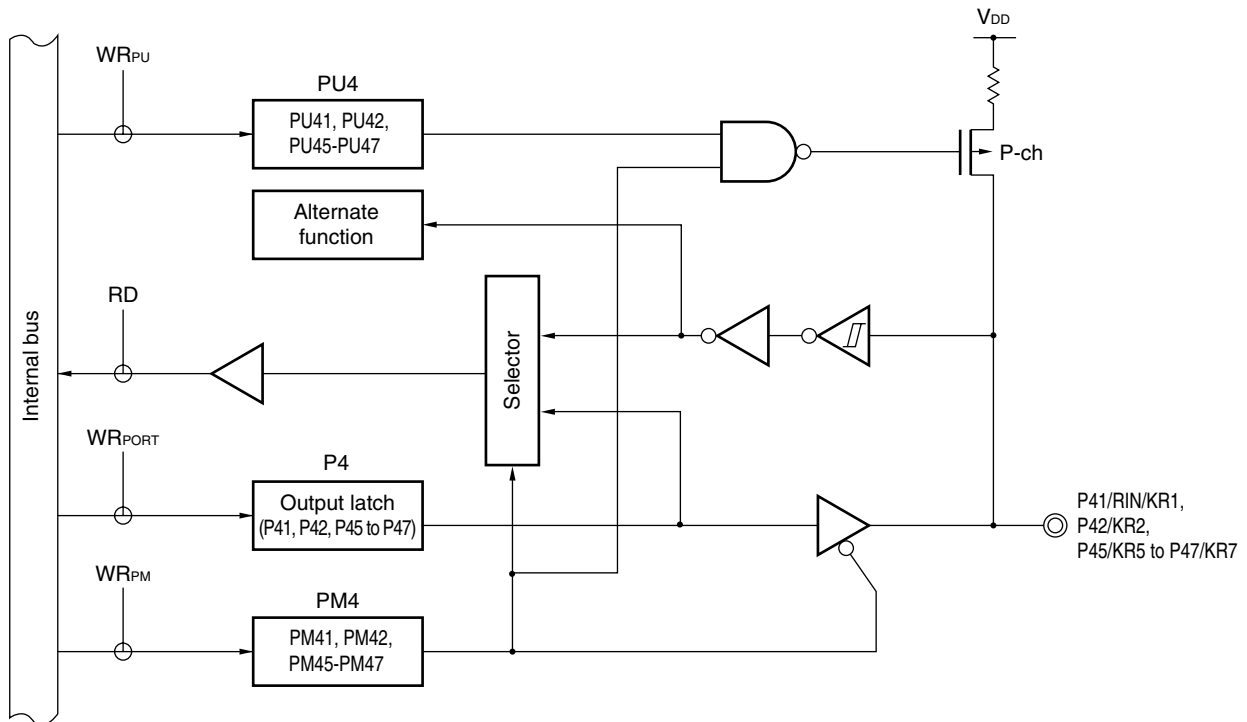 VDD
WRPU
PU4
PU41, PU42,
PU45-PU47
P-ch
Alternate
function
RD
Internal bus
Selector
WRPORT
P4
Output latch
(P41, P42, P45 to P47)
P41/RIN/KR1,
P42/KR2,
P45/KR5 to P47/KR7
WRPM
PM4
PM41, PM42,
PM45-PM47